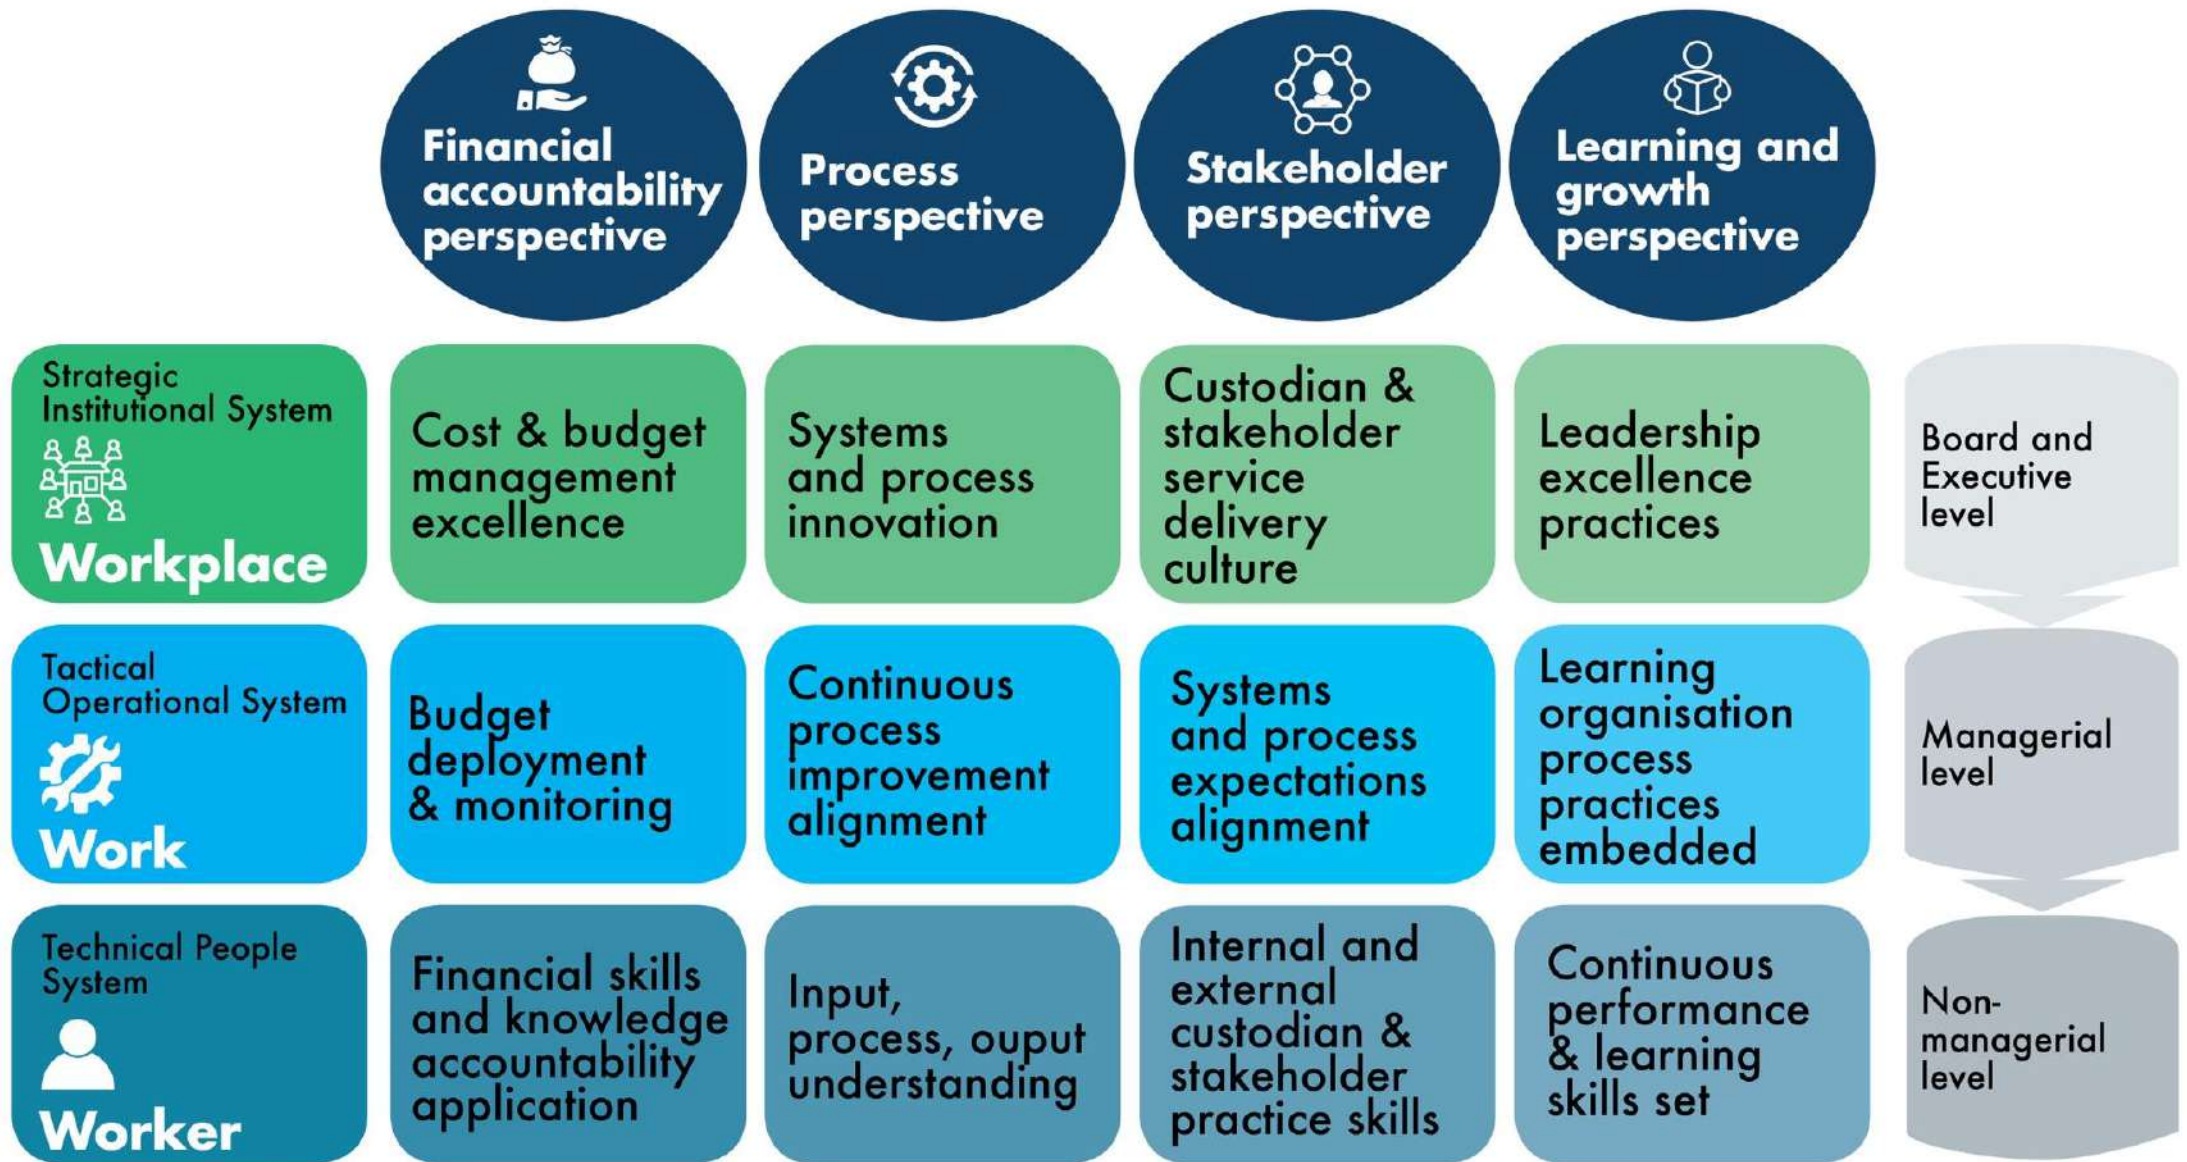 Financial
accountability
perspective
Process
perspective
Stakeholder
perspective
Learning and
growth
perspective
Strategic
Institutional System
Workplace
Cost & budget
management
excellence
Systems
and process
innovation
Custodian &
stakeholder
service
delivery
culture
Leadership
excellence
practices
Board and
Executive
level
Tactical
Operational System
Work
Budget
deployment
& monitoring
Continuous
process
improvement
alignment
Systems
and process
expectations
alignment
Learning
organisation
process
practices
embedded
Managerial
level
Technical People
System
Worker
Financial skills
and knowledge
accountability
application
Input,
process, ouput
understanding
Internal and
external
custodian &
stakeholder
practice skills
Continuous
performance
& learning
skills set
Non-
managerial
level